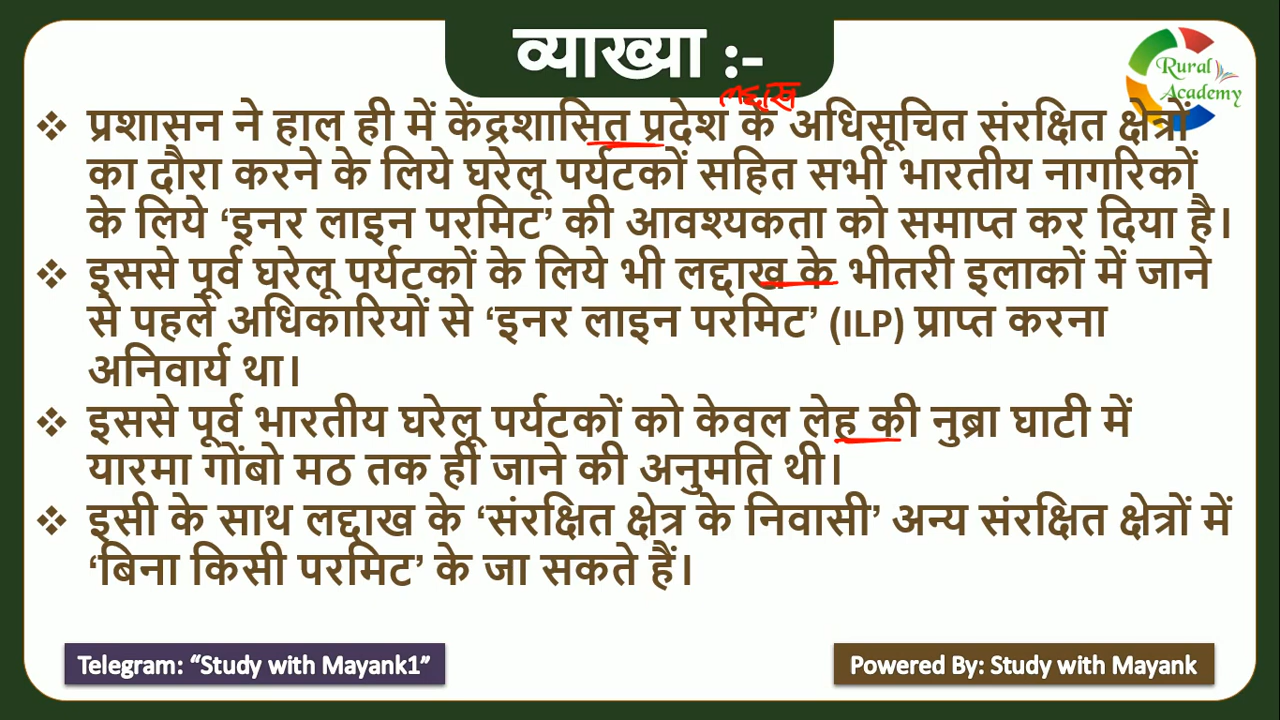 व्याख्या :-
Rural
Academy
लद्दाख
❖ प्रशासन ने हाल ही में केंद्रशासित प्रदेश के अधिसूचित संरक्षित क्षेत्रों
का दौरा करने के लिये घरेलू पर्यटकों सहित सभी भारतीय नागरिकों
के लिये ‘इनर लाइन परमिट’ की आवश्यकता को समाप्त कर दिया है।
❖ इससे पूर्व घरेलू पर्यटकों के लिये भी लद्दाख के भीतरी इलाकों में जाने
से पहले अधिकारियों से ‘इनर लाइन परमिट’ (ILP) प्राप्त करना
अनिवार्य था।
❖ इससे पूर्व भारतीय घरेलू पर्यटकों को केवल लेह की नुब्रा घाटी में
यारमा गोंबो मठ तक ही जाने की अनुमति थी।
❖ इसी के साथ लद्दाख के ‘संरक्षित क्षेत्र के निवासी’ अन्य संरक्षित क्षेत्रों में
‘बिना किसी परमिट’ के जा सकते हैं।
Telegram: “Study with Mayank1”
Powered By: Study with Mayank